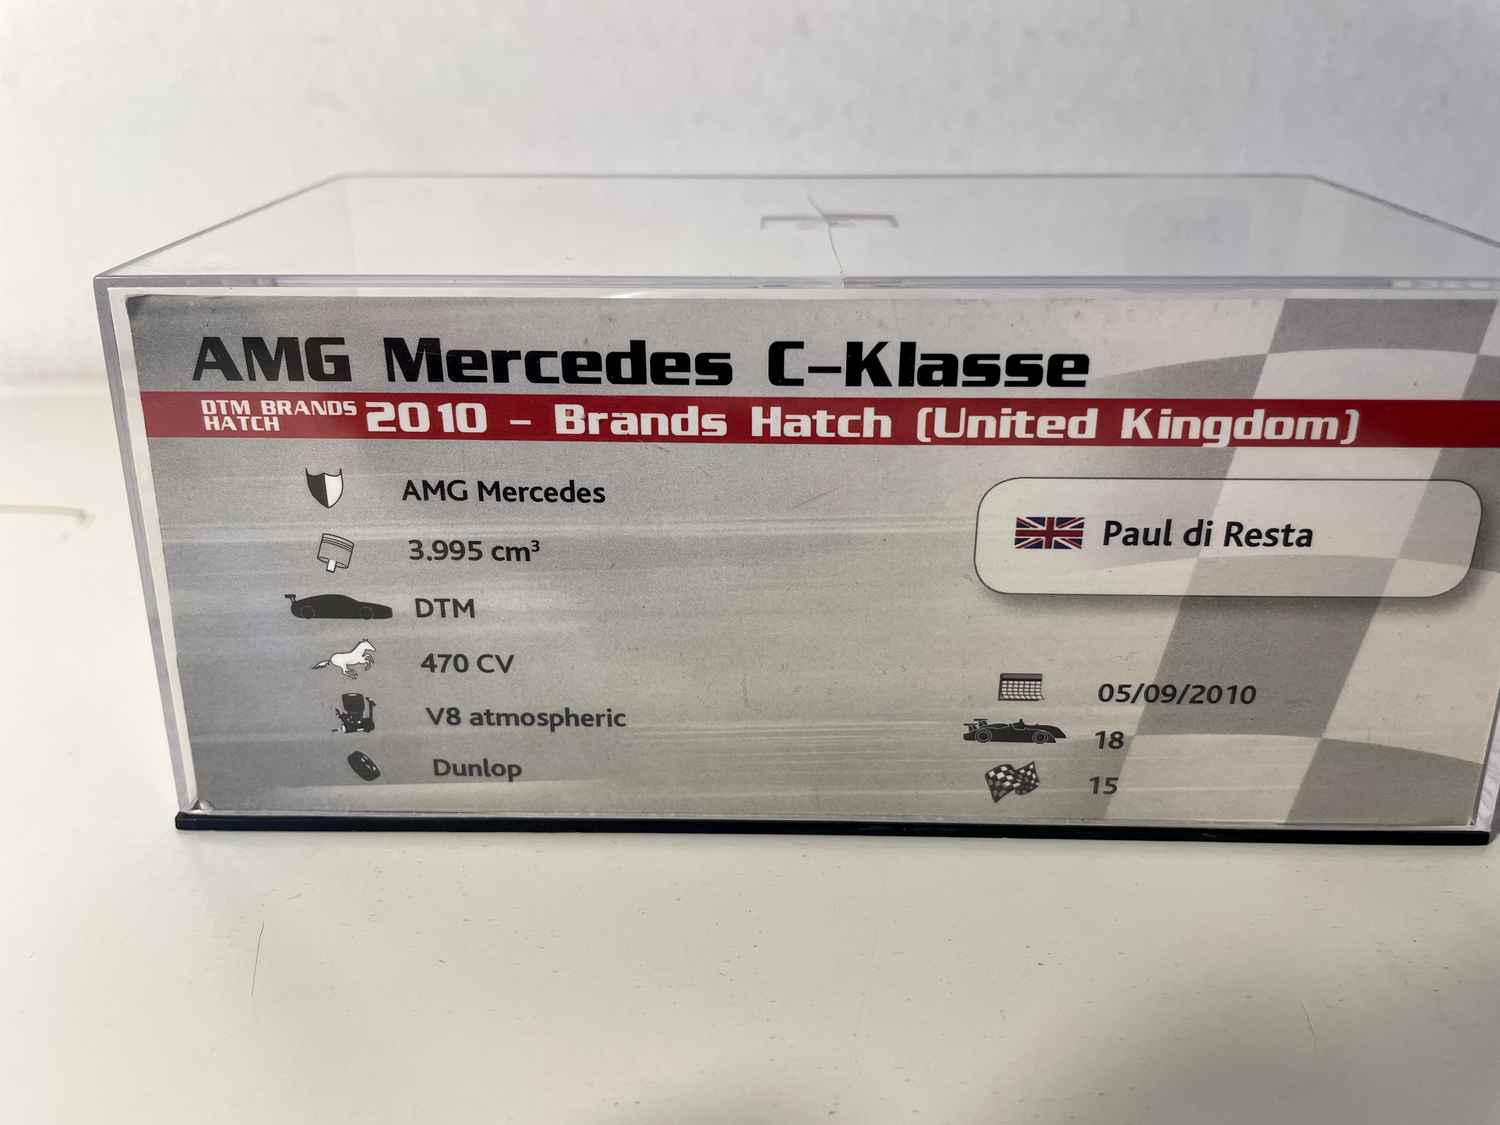 AMG Mercedes C-Klasse
DTM BRANDS HATCH 2010 - Brands Hatch (United Kingdom)
AMG Mercedes
3.995 cm³
DTM
470 CV
V8 atmospheric
Dunlop
Paul di Resta
05/09/2010
18
15